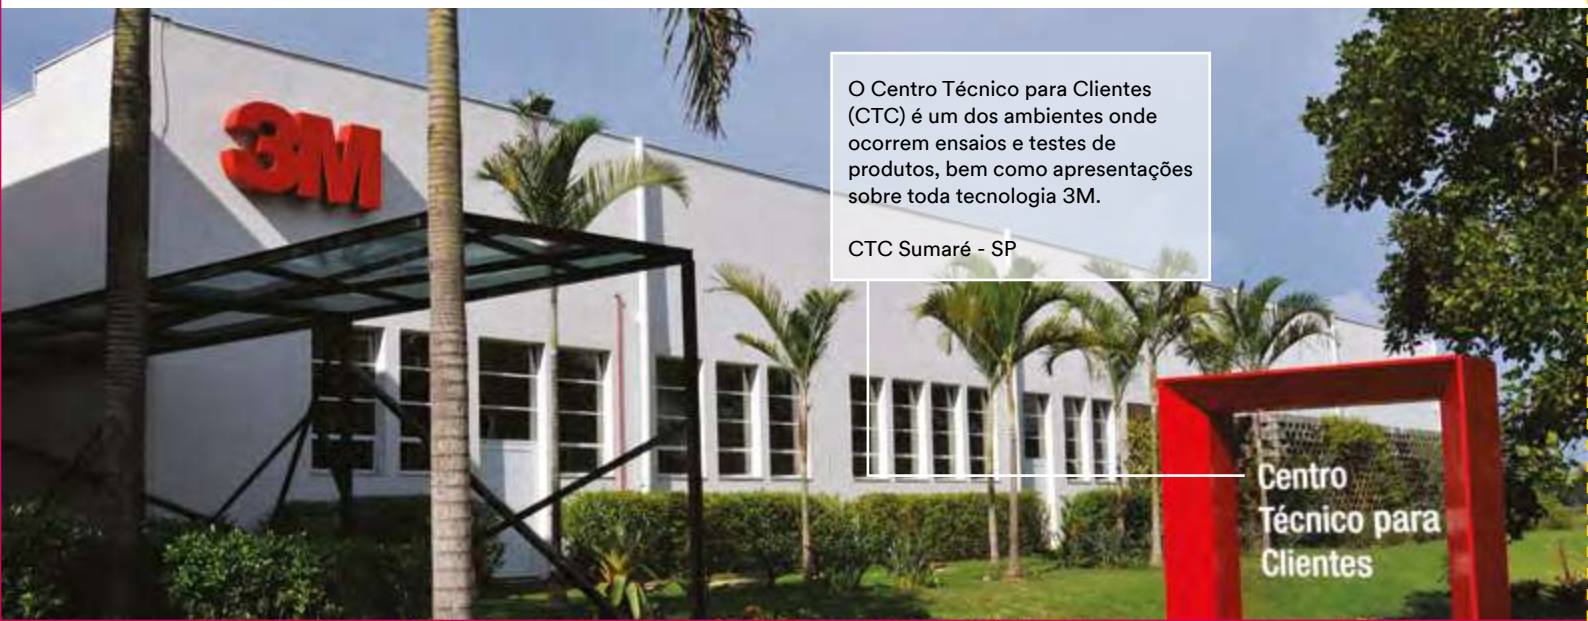 3M
O Centro Técnico para Clientes
(CTC) é um dos ambientes onde
ocorrem ensaios e testes de
produtos, bem como apresentações
sobre toda tecnologia 3M.
CTC Sumaré - SP
Centro
Técnico para
Clientes